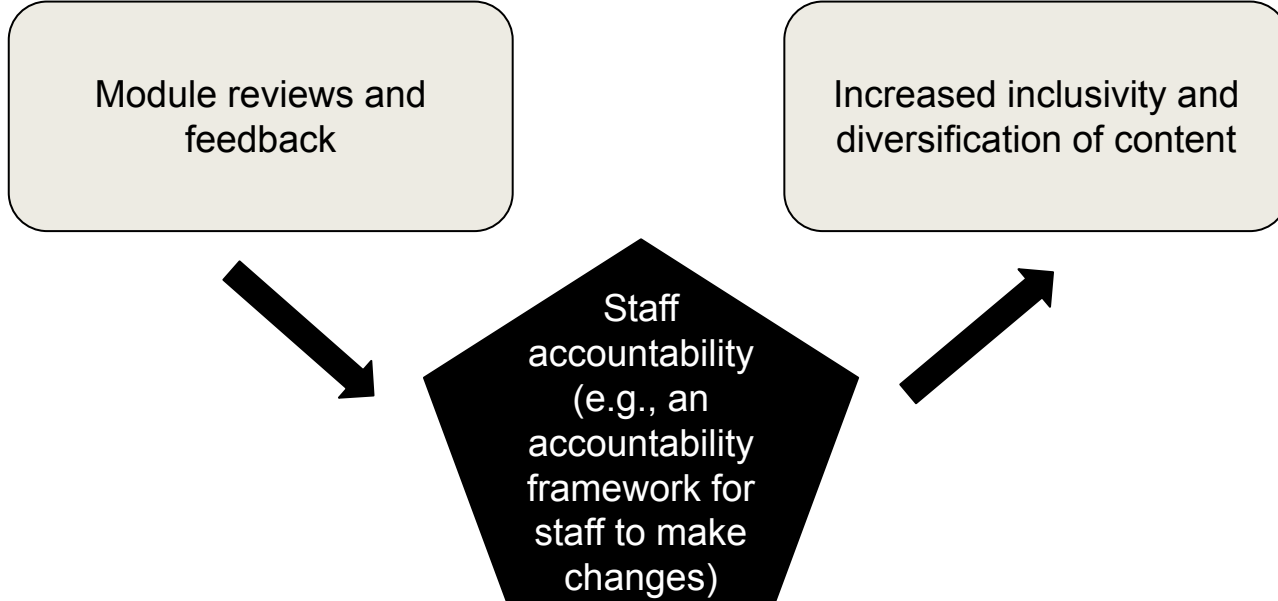 Module reviews and
feedback
Increased inclusivity and
diversification of content
Staff
accountability
(e.g., an
accountability
framework for
staff to make
changes)